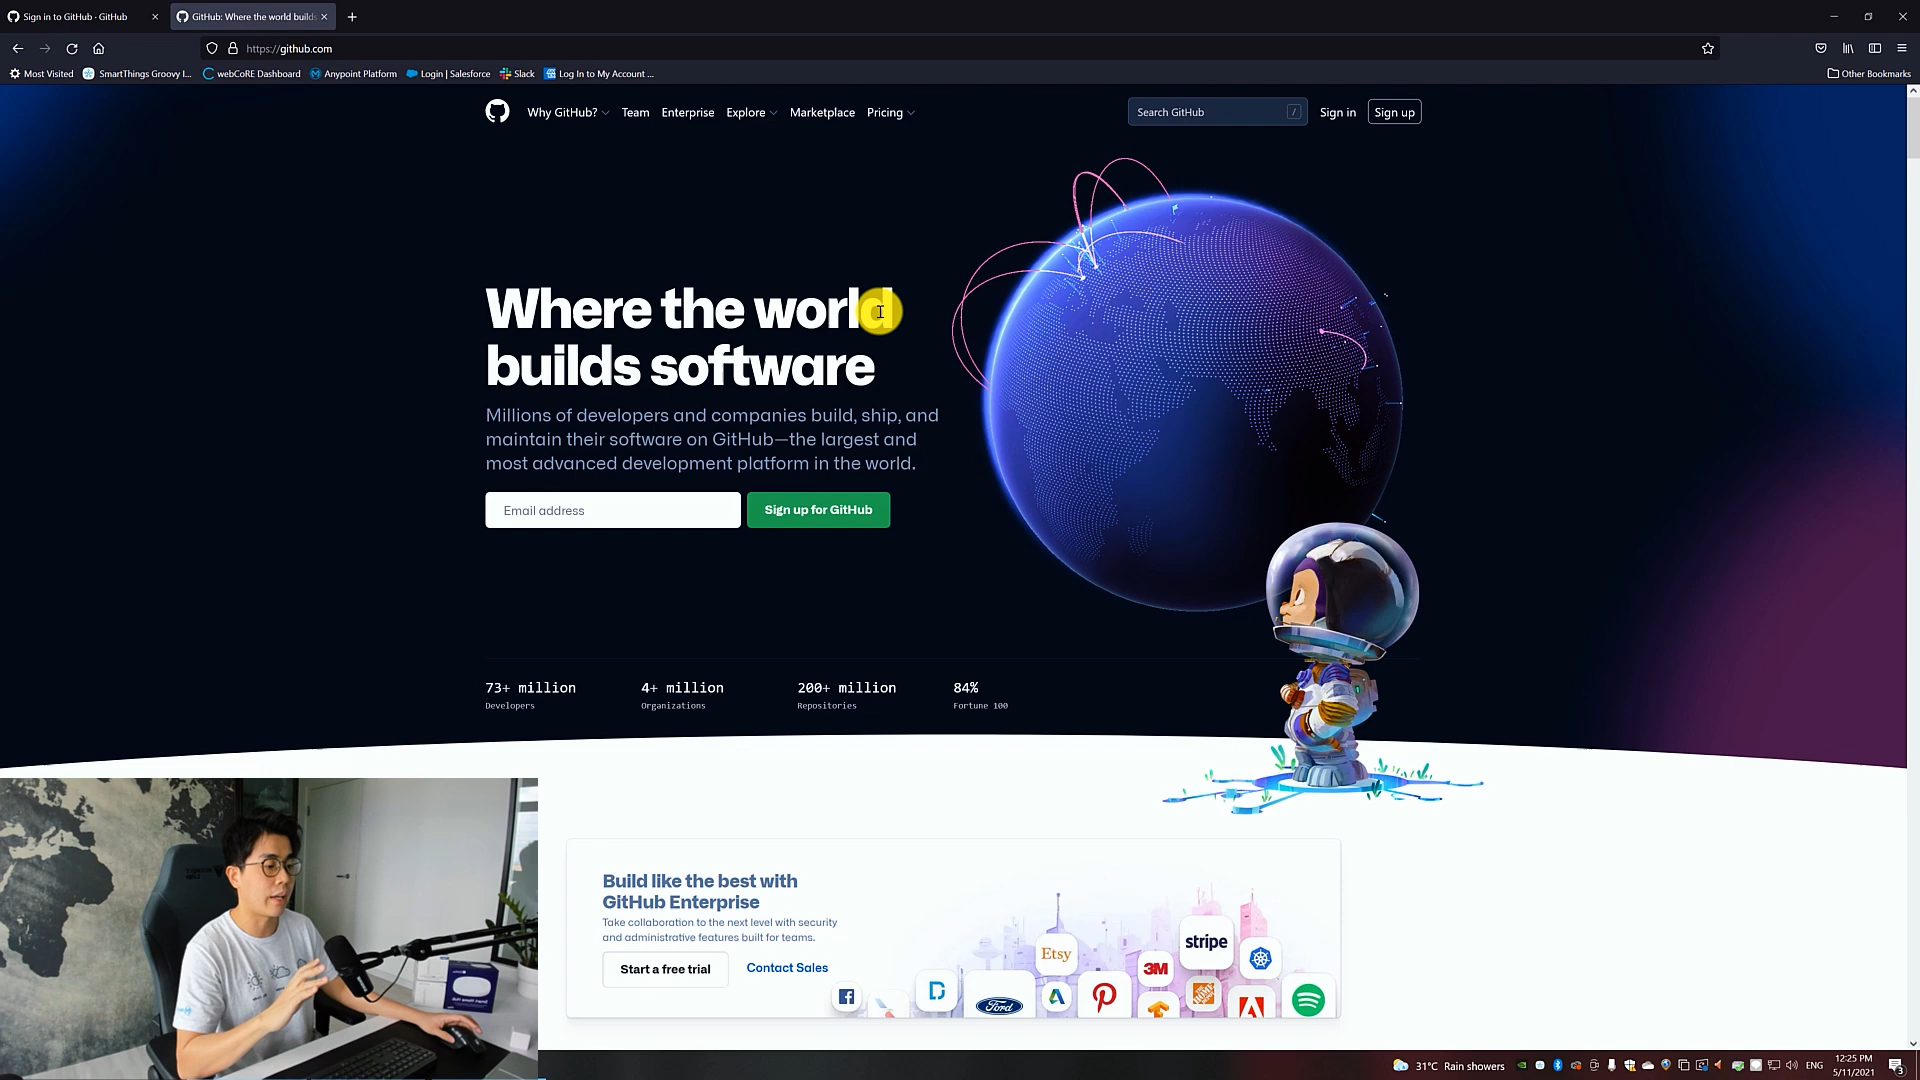 Sign in to GitHub · GitHub
GitHub: Where the world builds
https://github.com
Most Visited
SmartThings Groovy I...
webCoRE Dashboard
Anypoint Platform
Login | Salesforce
Slack
Log In to My Account ...
Other Bookmarks
Why GitHub?
Team
Enterprise
Explore
Marketplace
Pricing
Search GitHub
/
Sign in
Sign up
Where the world
builds software
Millions of developers and companies build, ship, and
maintain their software on GitHub—the largest and
most advanced development platform in the world.
Email address
Sign up for GitHub
73+ million
Developers
4+ million
Organizations
200+ million
Repositories
84%
Fortune 100
Build like the best with
GitHub Enterprise
Take collaboration to the next level with security
and administrative features built for teams.
Start a free trial
Contact Sales
Etsy
stripe
3M
Ford
31°C Rain showers
ENG
12:25 PM
5/11/2021
3